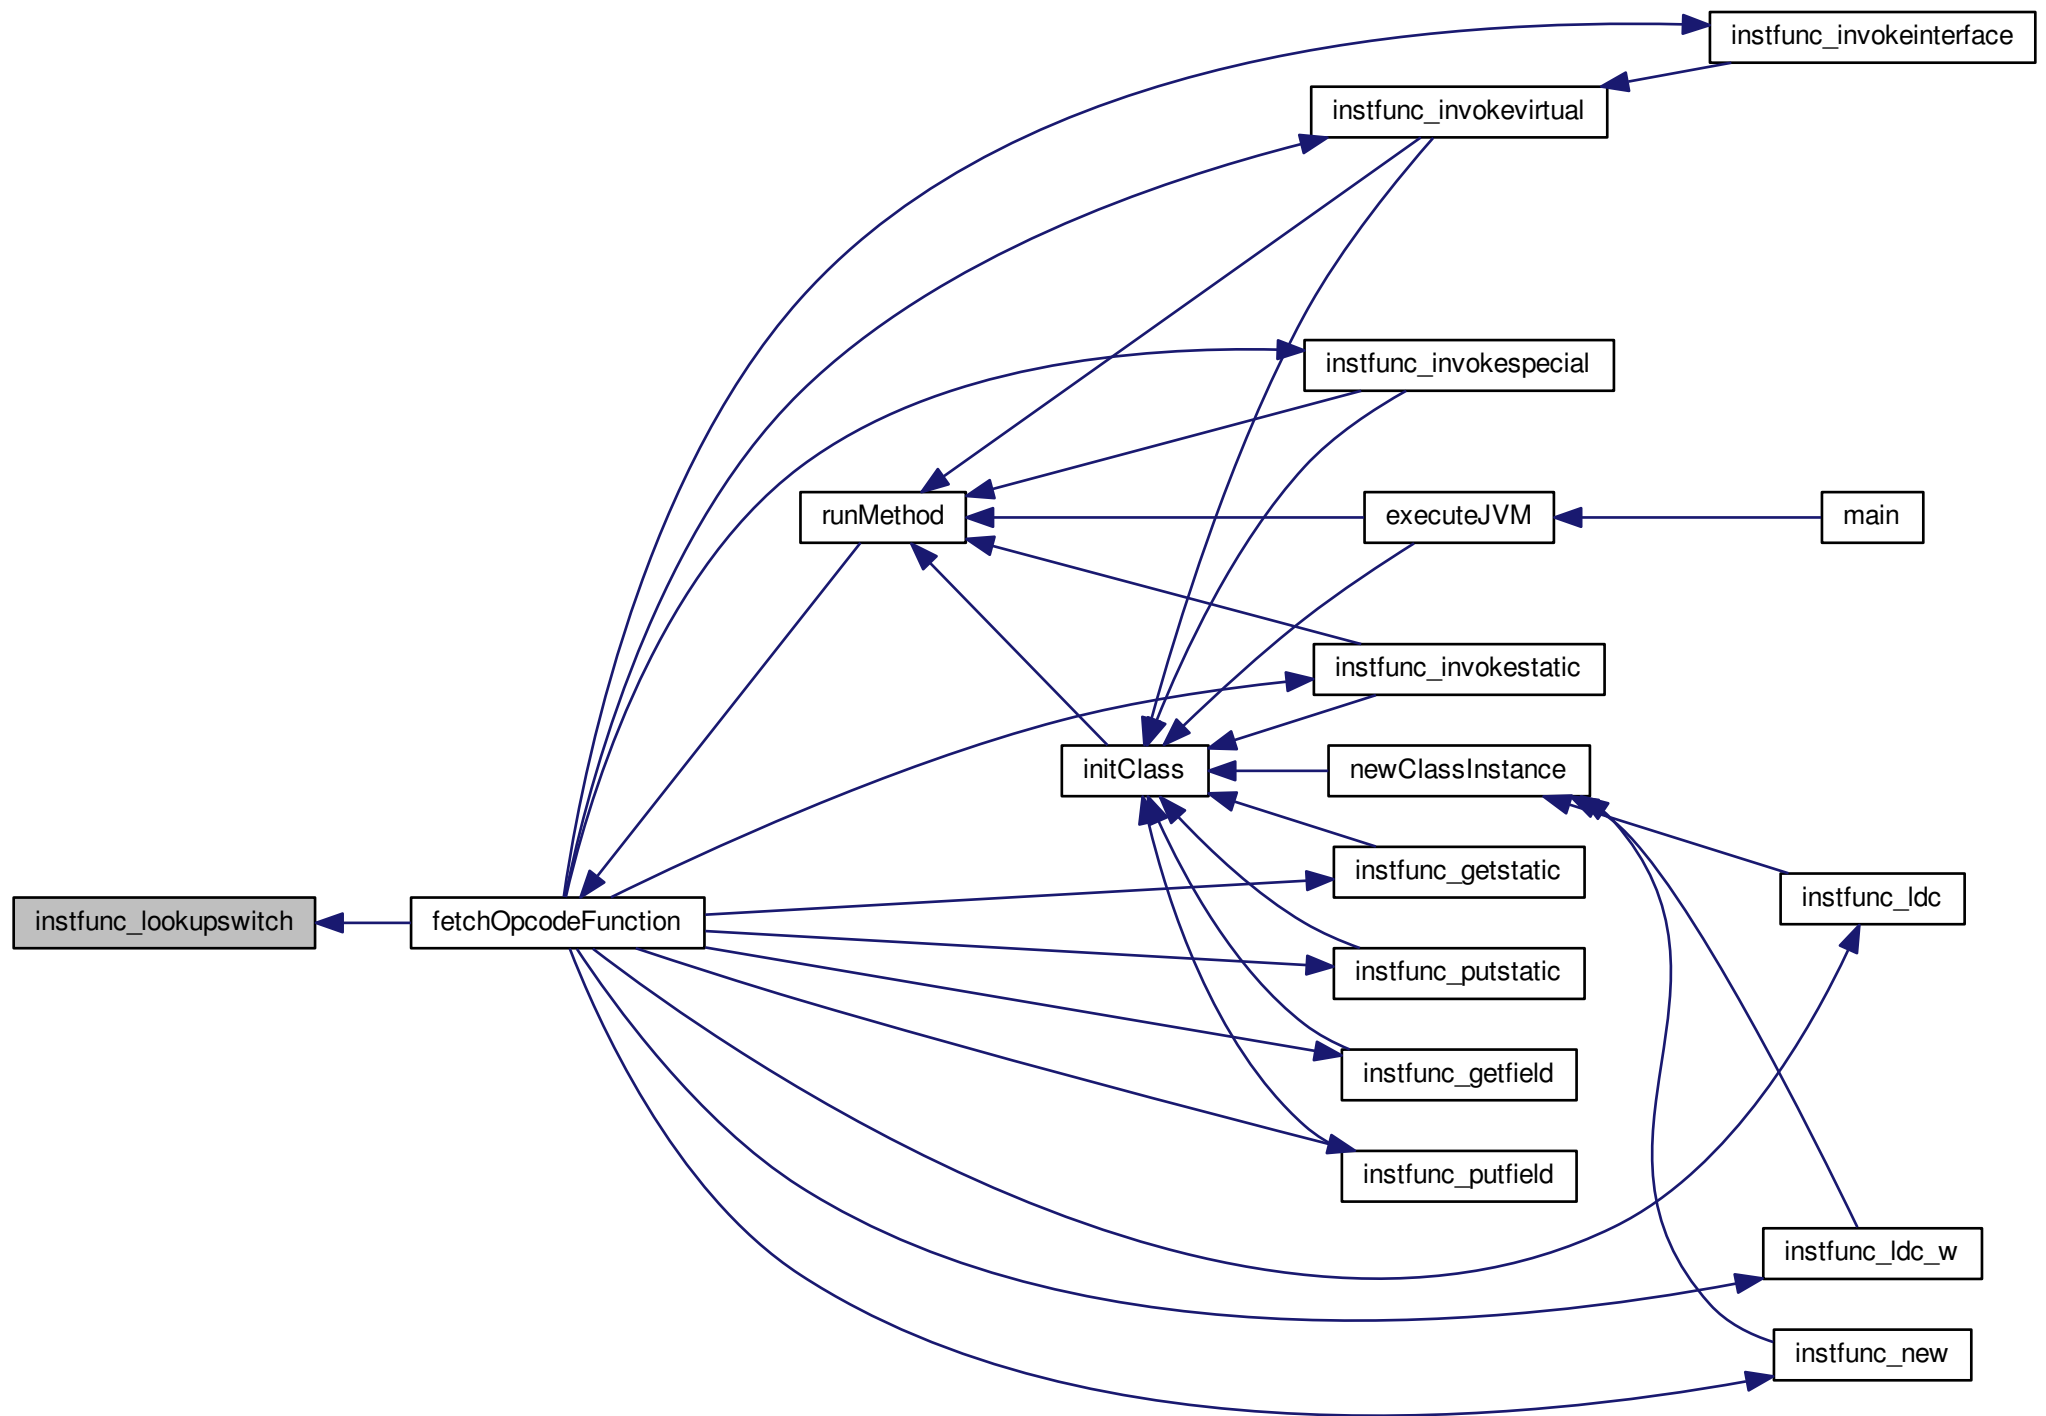 instfunc_invokeinterface
instfunc_invokevirtual
instfunc_invokespecial
runMethod
executeJVM
main
instfunc_invokestatic
initClass
newClassInstance
instfunc_getstatic
instfunc_ldc
instfunc_lookupswitch
fetchOpcodeFunction
instfunc_putstatic
instfunc_getfield
instfunc_putfield
instfunc_ldc_w
instfunc_new